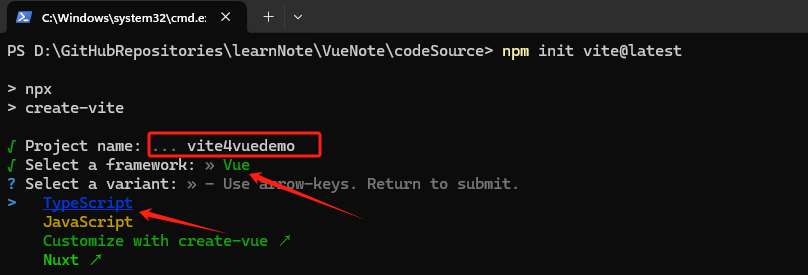 C:\Windows\system32\cmd.e:
PS D:\GitHubRepositories\learnNote\VueNote\codeSource> npm init vite@latest
> npx
> create-vite
√ Project name: ... vite4vuedemo
√ Select a framework: » Vue
? Select a variant: » - Use arrow-keys. Return to submit.
> TypeScript
JavaScript
Customize with create-vue ↗
Nuxt ↗